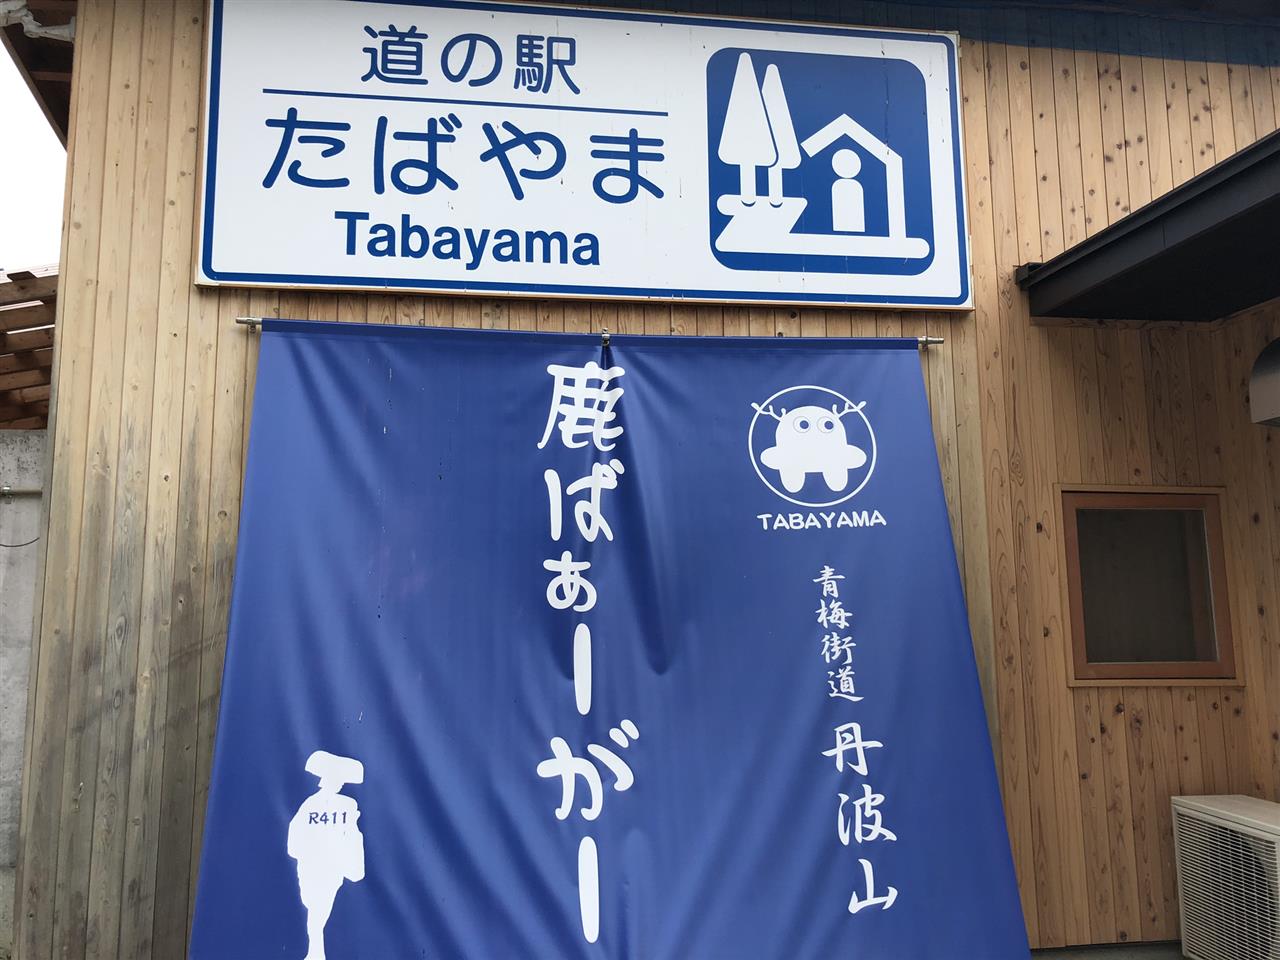 道の駅
たばやま
Tabayama
TABAYAMA
青梅街道 丹波山
鹿ばぁーがー
R411